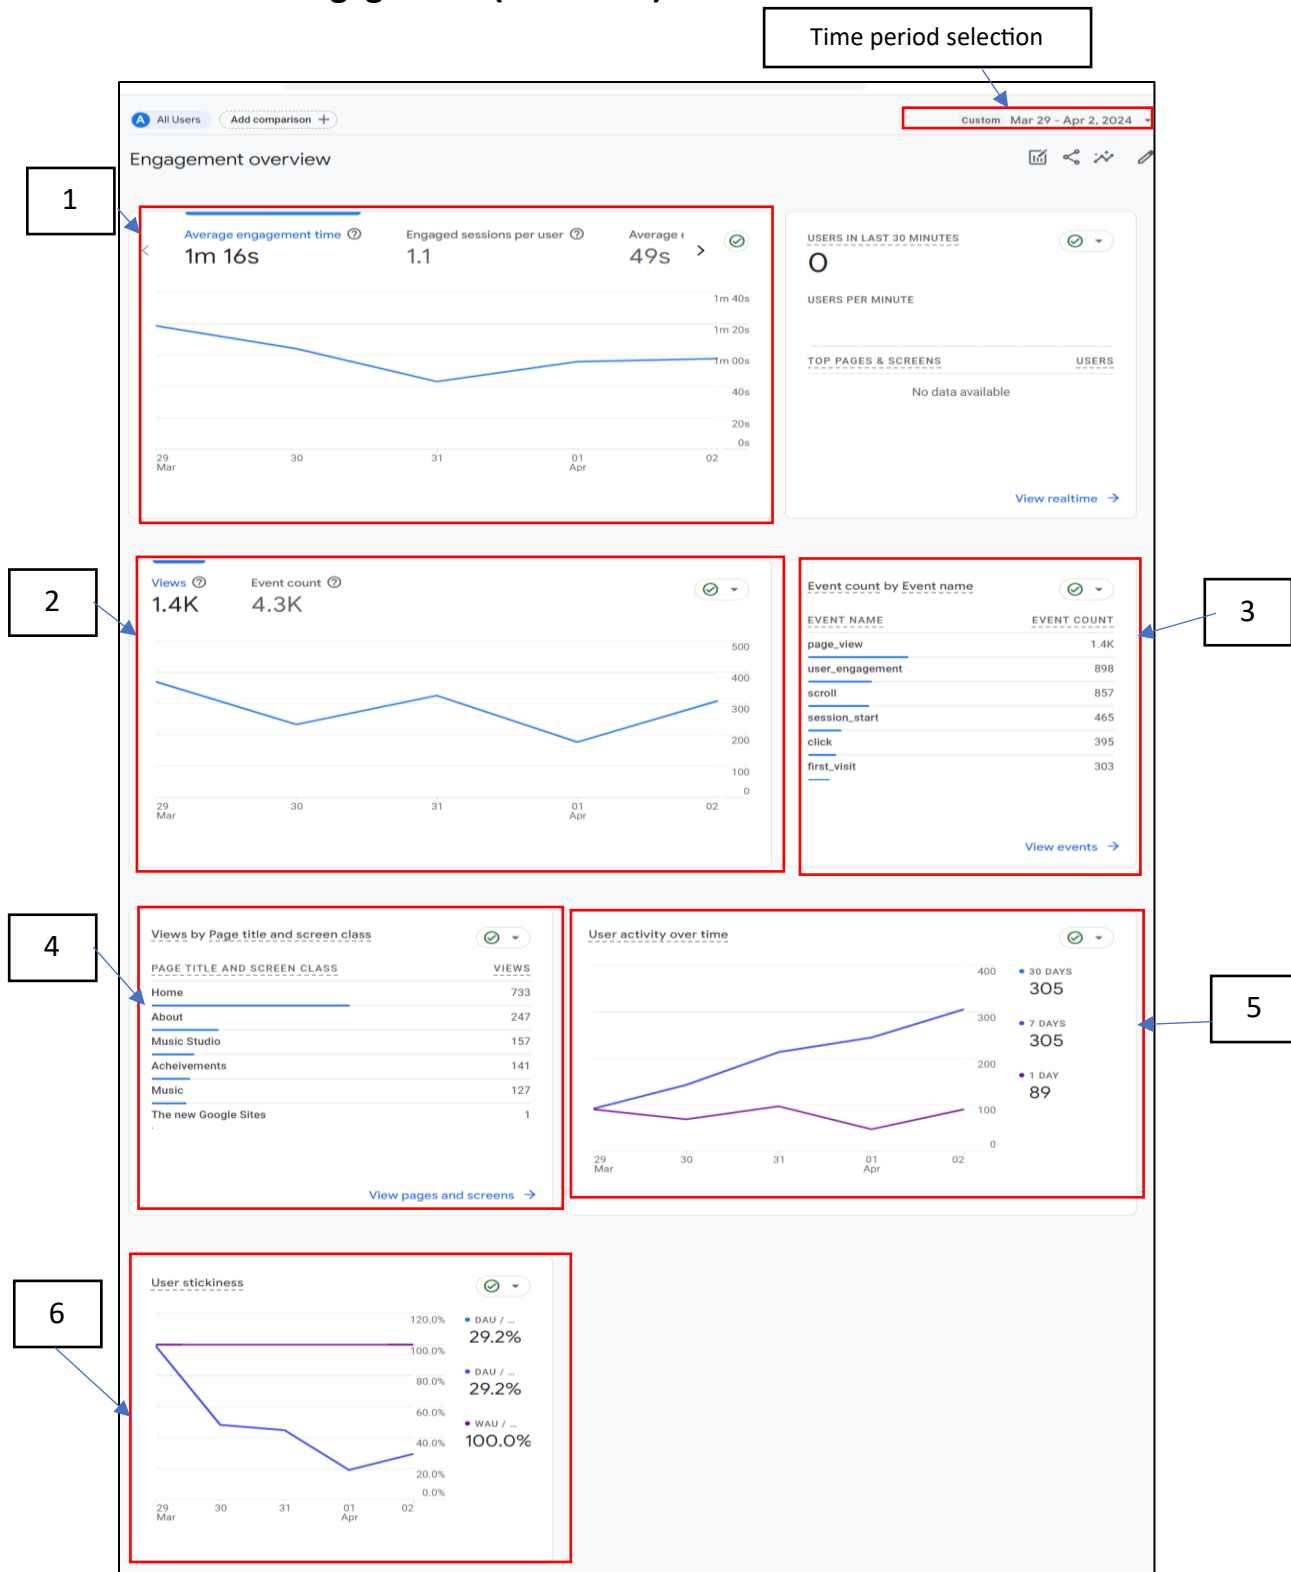 Time period selection
A All Users Add comparison +
Custom Mar 29 - Apr 2, 2024
Engagement overview
1
Average engagement time
1m 16s
Engaged sessions per user
1.1
Average
49s
1m 40s
1m 20s
1m 00s
40s
20s
0s
29
Mar
30
31
01
Apr
02
USERS IN LAST 30 MINUTES
0
USERS PER MINUTE
TOP PAGES & SCREENS USERS
No data available
View realtime
2
Views
1.4K
Event count
4.3K
500
400
300
200
100
0
29
Mar
30
31
01
Apr
02
3
Event count by Event name
EVENT NAME EVENT COUNT
page_view 1.4K
user_engagement 898
scroll 857
session_start 465
click 395
first_visit 303
View events
4
Views by Page title and screen class
PAGE TITLE AND SCREEN CLASS VIEWS
Home 733
About 247
Music Studio 157
Acheivements 141
Music 127
The new Google Sites 1
View pages and screens
5
User activity over time
400
300
200
100
0
29
Mar
30
31
01
Apr
02
30 DAYS
305
7 DAYS
305
1 DAY
89
6
User stickiness
120.0%
100.0%
80.0%
60.0%
40.0%
20.0%
0.0%
29
Mar
30
31
01
Apr
02
DAU / ...
29.2%
DAU / ...
29.2%
WAU / ...
100.0%